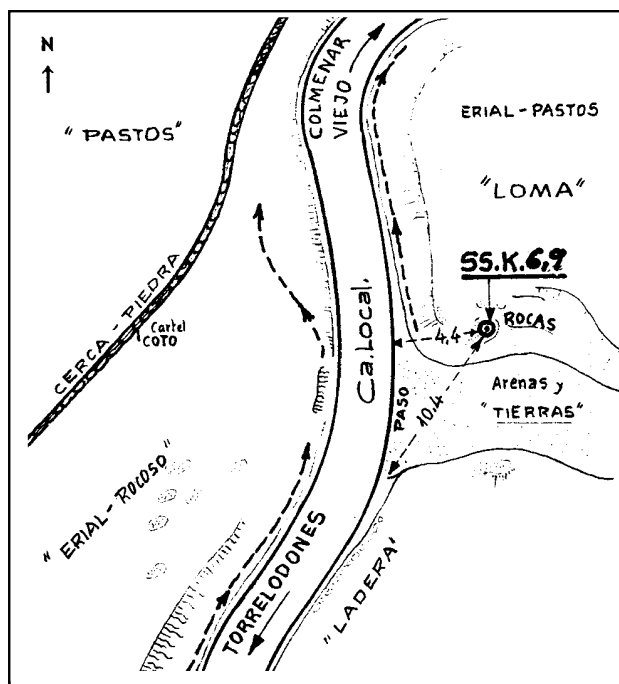 N
COLMENAR
VIEJO
" PASTOS "
ERIAL-PASTOS
"LOMA"
SS.K.6,9
ROCAS
4.4
Ca. Local.
CERCA-PIEDRA
Cartel
COTO
PASO
10.4
Arenas y
"TIERRAS"
" ERIAL-ROCOSO "
TORRELODONES
"LADERA"